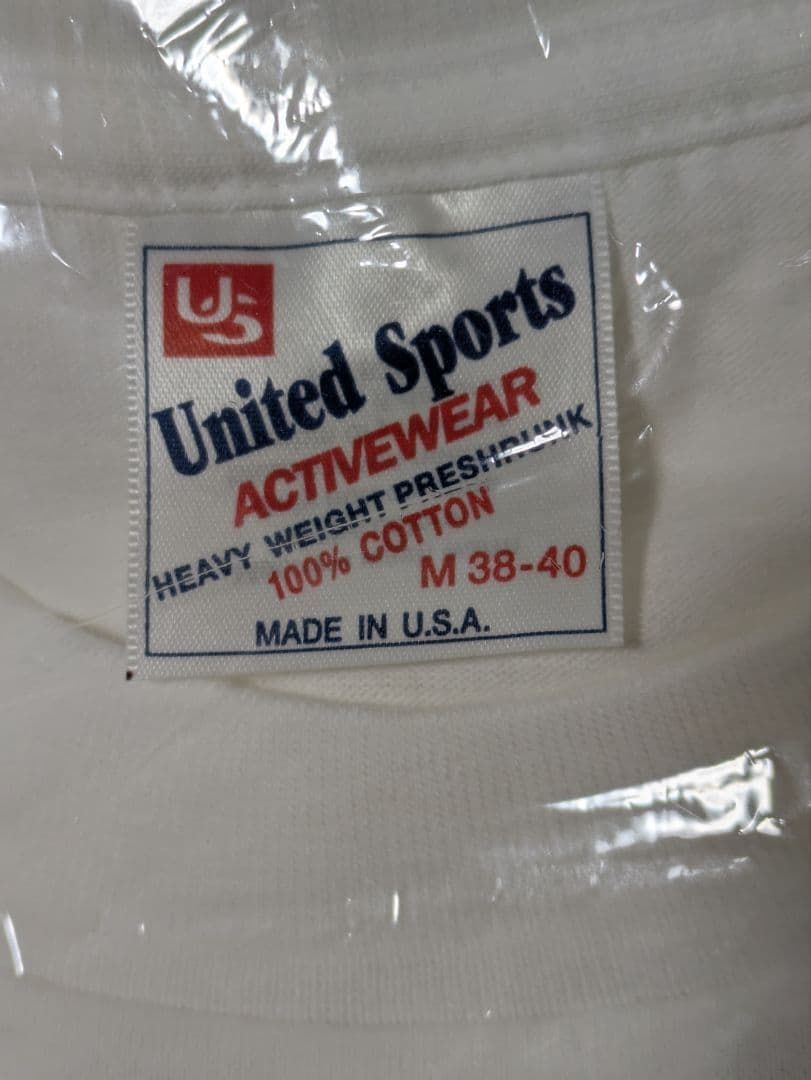 US
United Sports
ACTIVEWEAR
HEAVY WEIGHT PRESHRUNK
100% COTTON
M 38-40
MADE IN U.S.A.